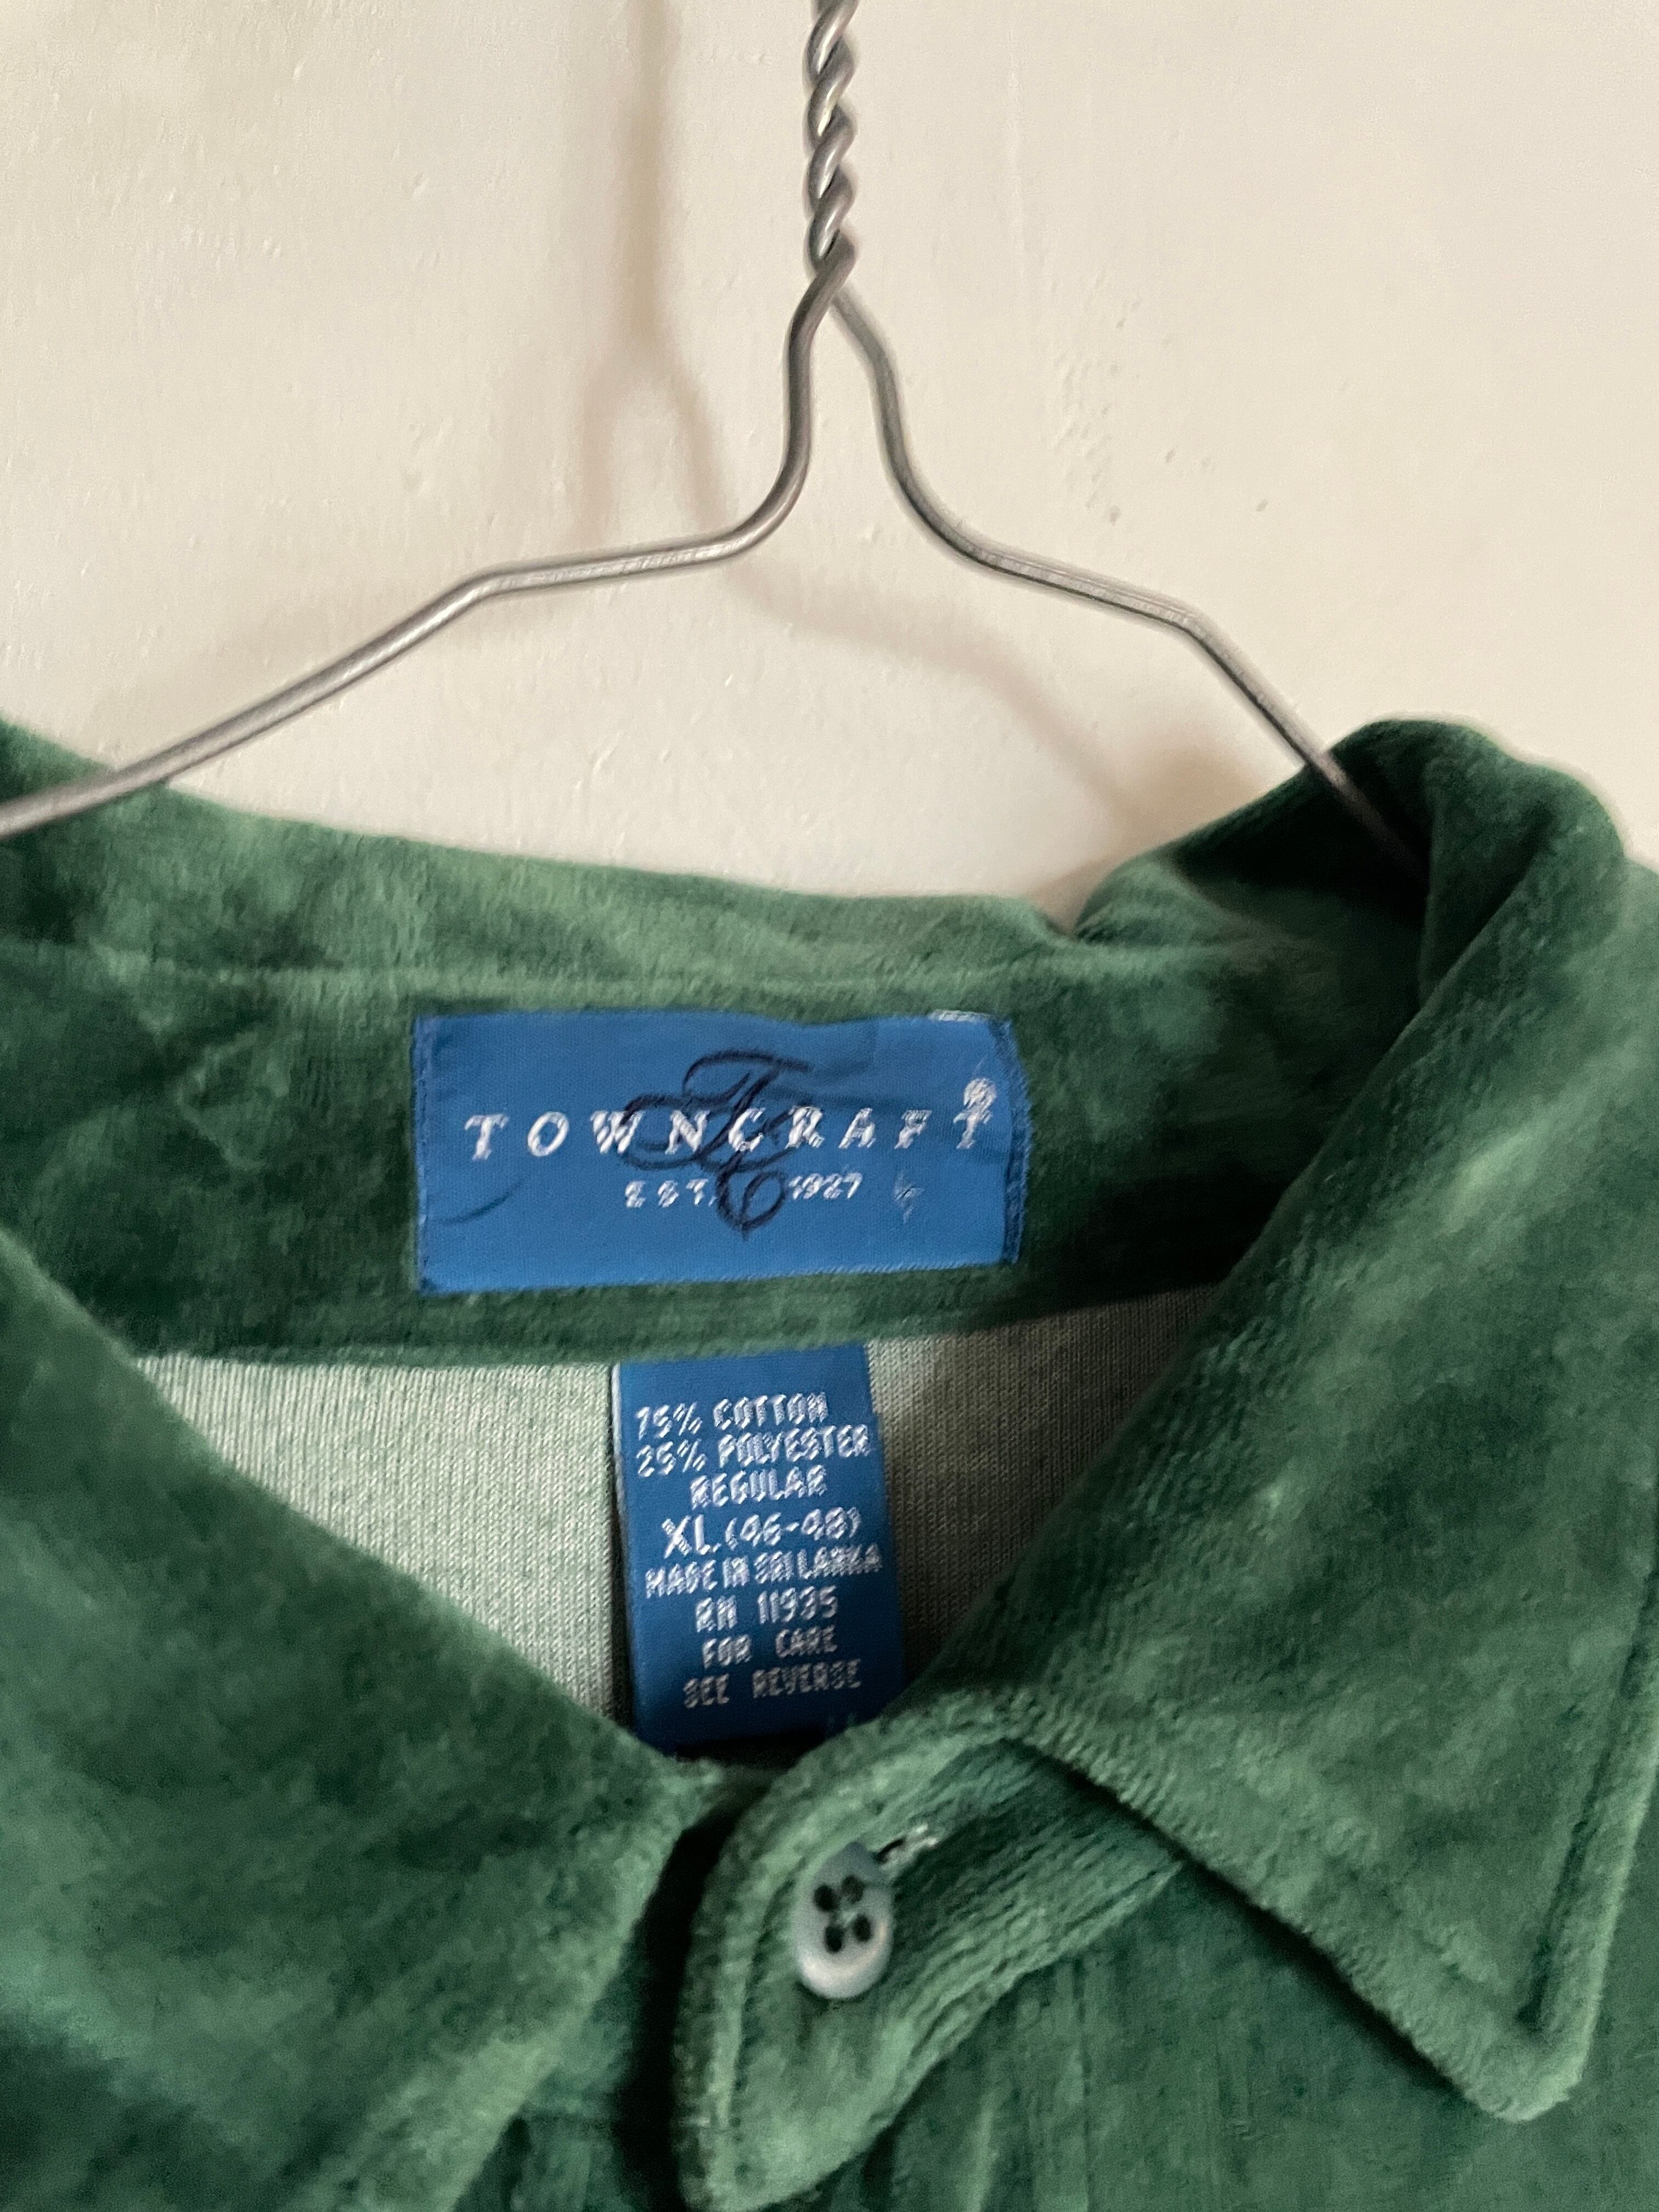 TOWNCRAFT®
EST. 1927
75% COTTON
25% POLYESTER
REGULAR
XL (46-48)
MADE IN SRI LANKA
RN 11935
FOR CARE
SEE REVERSE